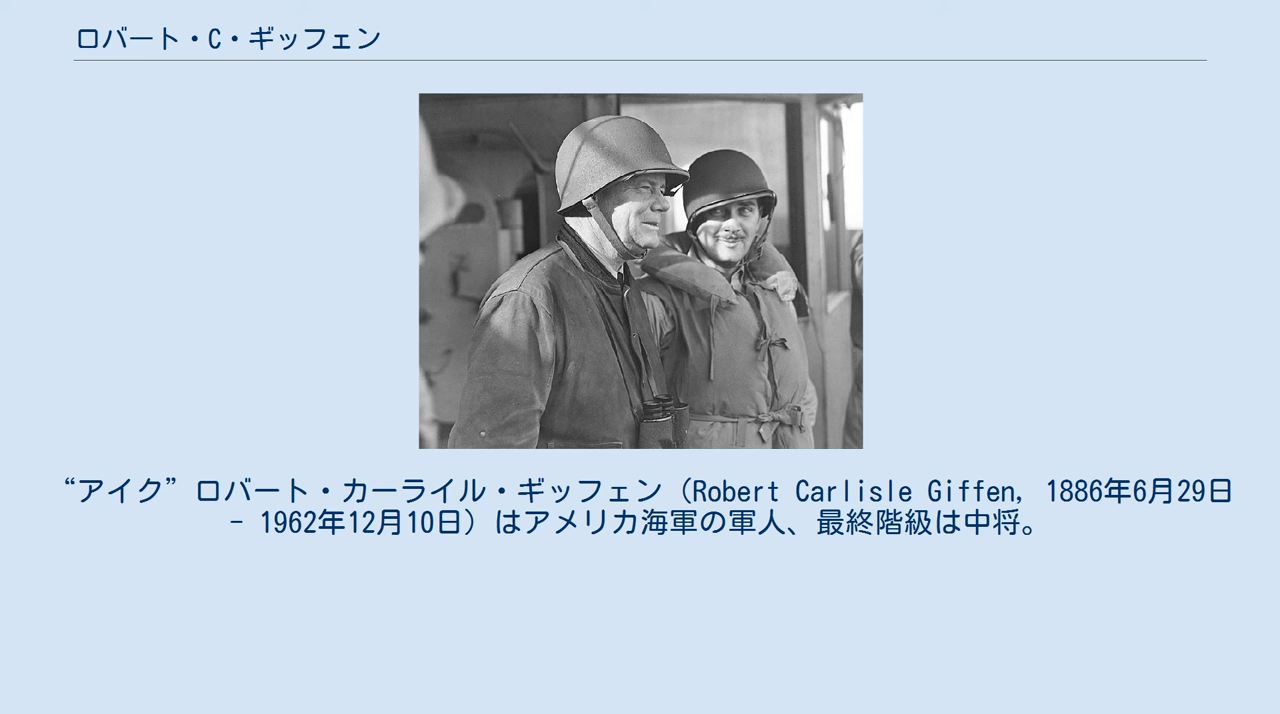 ロバート・C・ギッフェン
“アイク”ロバート・カーライル・ギッフェン（Robert Carlisle Giffen, 1886年6月29日
- 1962年12月10日）はアメリカ海軍の軍人、最終階級は中将。